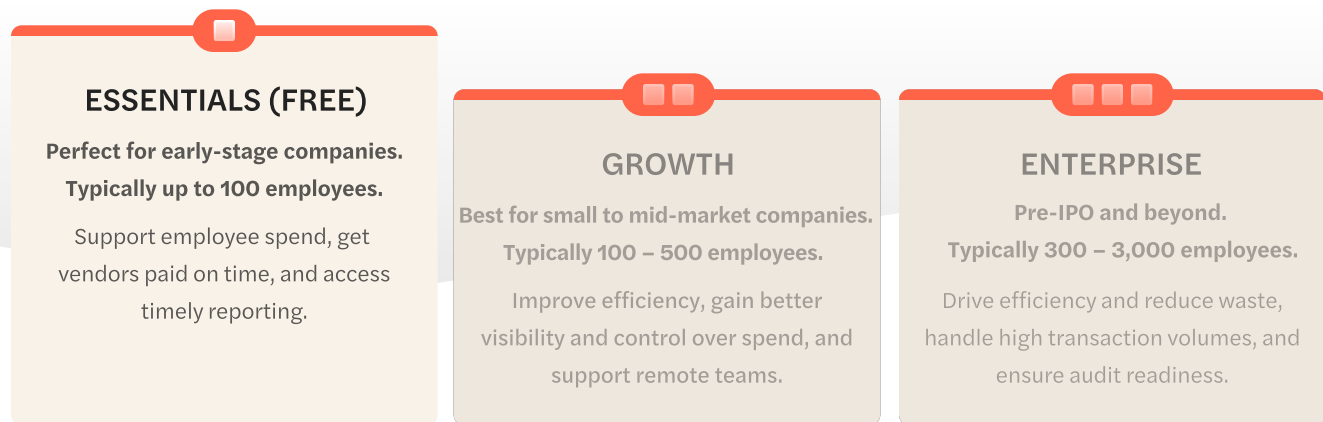 ESSENTIALS (FREE)
Perfect for early-stage companies.
Typically up to 100 employees.
Support employee spend, get
vendors paid on time, and access
timely reporting.
GROWTH
Best for small to mid-market companies.
Typically 100 – 500 employees.
Improve efficiency, gain better
visibility and control over spend, and
support remote teams.
ENTERPRISE
Pre-IPO and beyond.
Typically 300 – 3,000 employees.
Drive efficiency and reduce waste,
handle high transaction volumes, and
ensure audit readiness.